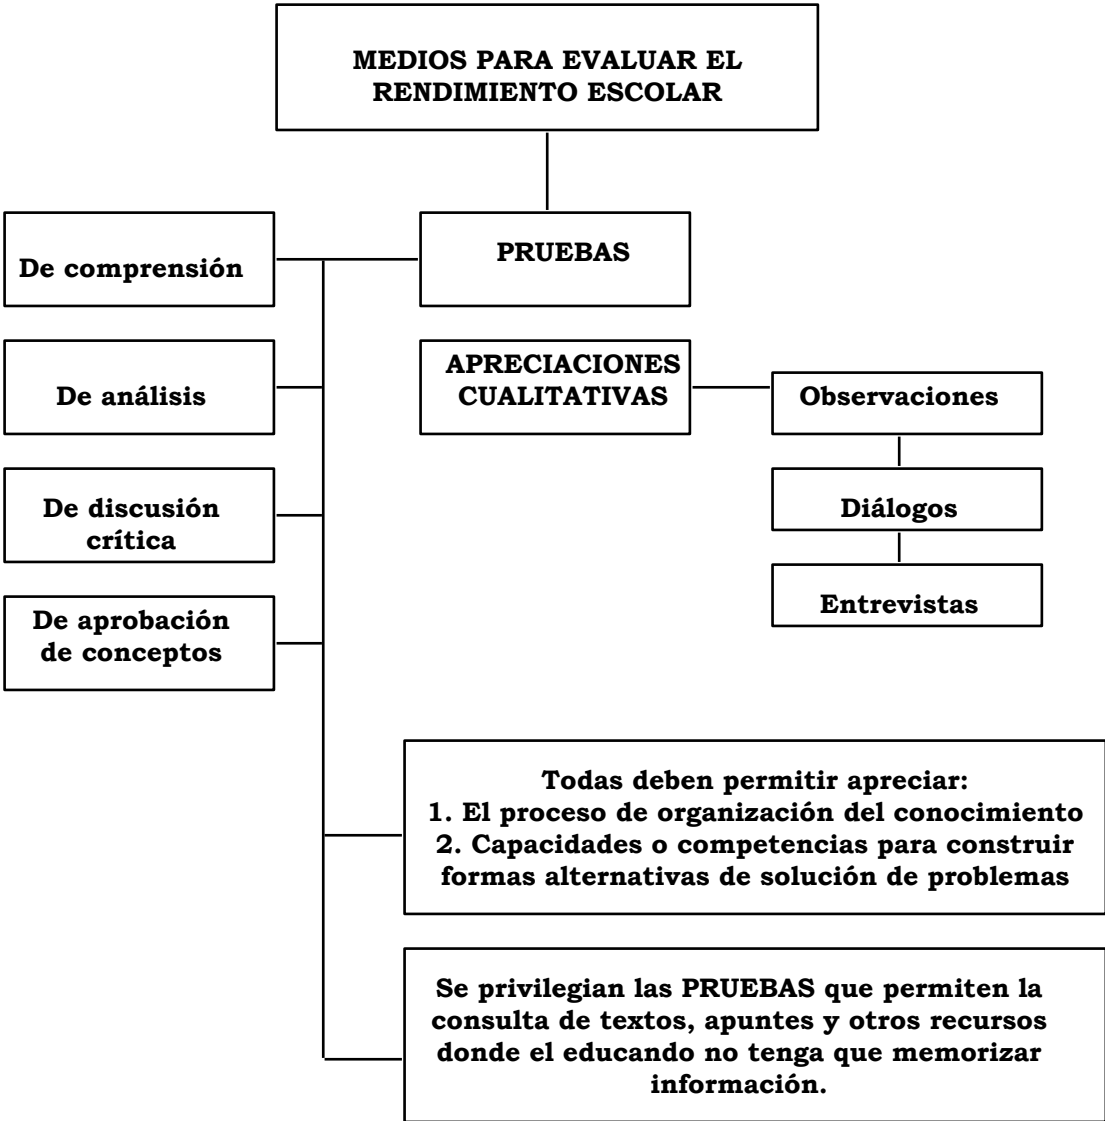 MEDIOS PARA EVALUAR EL
RENDIMIENTO ESCOLAR
PRUEBAS
De comprensión
De análisis
De discusión
crítica
De aprobación
de conceptos
APRECIACIONES
CUALITATIVAS
Observaciones
Diálogos
Entrevistas
Todas deben permitir apreciar:
1. El proceso de organización del conocimiento
2. Capacidades o competencias para construir
formas alternativas de solución de problemas
Se privilegian las PRUEBAS que permiten la
consulta de textos, apuntes y otros recursos
donde el educando no tenga que memorizar
información.